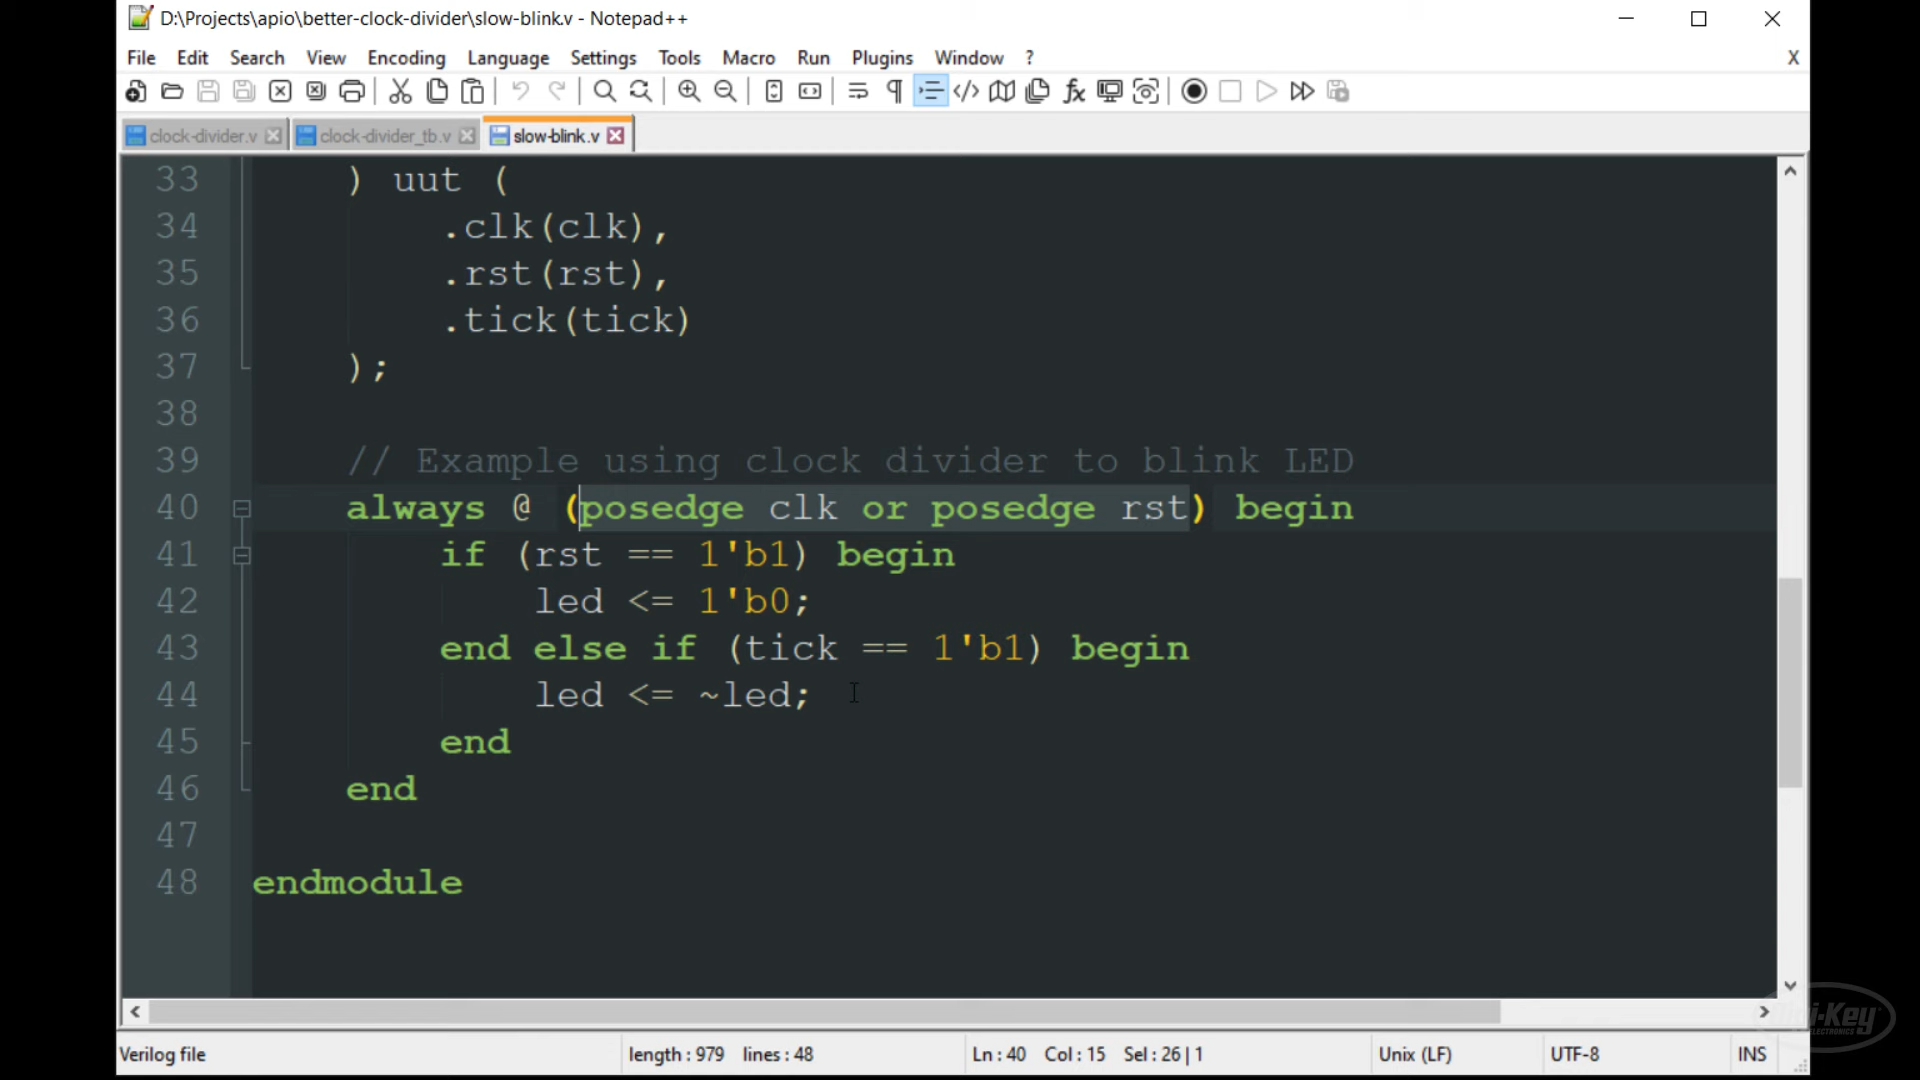 D:\Projects\apio\better-clock-divider\slow-blink.v - Notepad++
File Edit Search View Encoding Language Settings Tools Macro Run Plugins Window ? X
clock-divider.v clock-divider_tb.v slow-blink.v
33 ) uut (
34 .clk(clk),
35 .rst(rst),
36 .tick(tick)
37 );
38
39 // Example using clock divider to blink LED
40 always @ (posedge clk or posedge rst) begin
41 if (rst == 1'b1) begin
42 led <= 1'b0;
43 end else if (tick == 1'b1) begin
44 led <= ~led;
45 end
46 end
47
48 endmodule
Verilog file length : 979 lines : 48 Ln : 40 Col : 15 Sel : 26 | 1 Unix (LF) UTF-8 INS
Digi-Key
ELECTRONICS